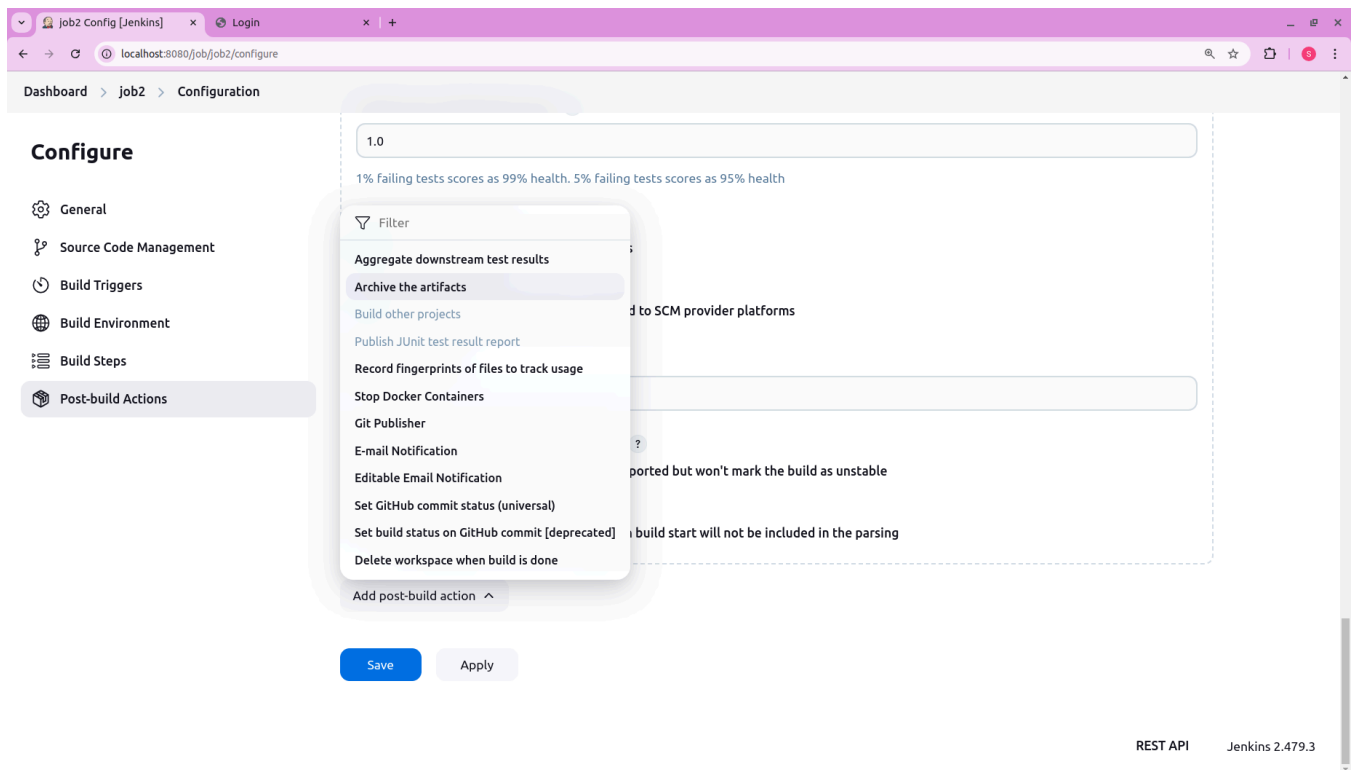 job2 Config [Jenkins]
Login
localhost:8080/job/job2/configure
S
Dashboard > job2 > Configuration
Configure
General
Source Code Management
Build Triggers
Build Environment
Build Steps
Post-build Actions
1.0
1% failing tests scores as 99% health. 5% failing tests scores as 95% health
Filter
Aggregate downstream test results
Archive the artifacts
Build other projects
d to SCM provider platforms
Publish JUnit test result report
Record fingerprints of files to track usage
Stop Docker Containers
Git Publisher
E-mail Notification
?
ported but won't mark the build as unstable
Editable Email Notification
Set GitHub commit status (universal)
Set build status on GitHub commit [deprecated]
build start will not be included in the parsing
Delete workspace when build is done
Add post-build action
Save
Apply
REST API
Jenkins 2.479.3